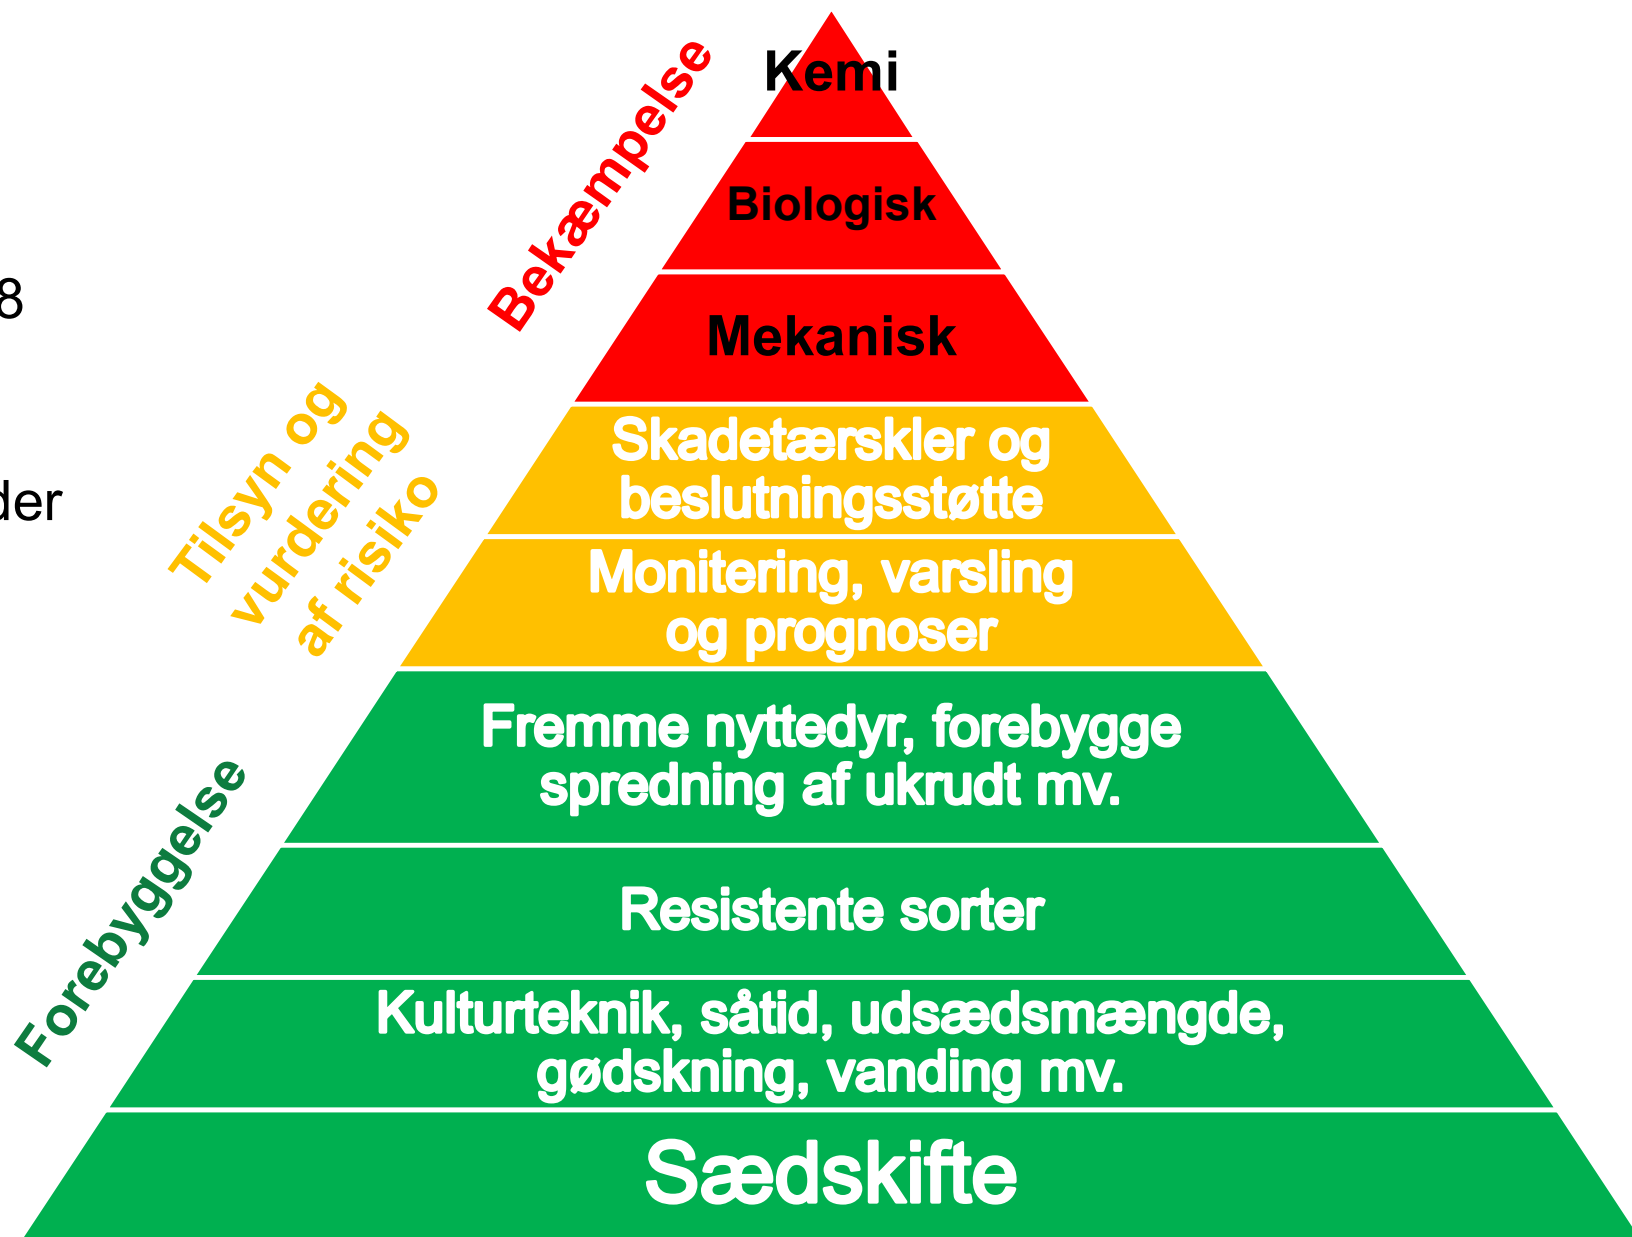 Kemi
Biologisk
Mekanisk
Skadetærskler og
beslutningsstøtte
Monitering, varsling
og prognoser
Fremme nyttedyr, forebygge
spredning af ukrudt mv.
Resistente sorter
Kulturteknik, såtid, udsædsmængde,
gødskning, vanding mv.
Sædskifte
Bekæmpelse
Tilsyn og
vurdering
af risiko
Forebyggelse
8